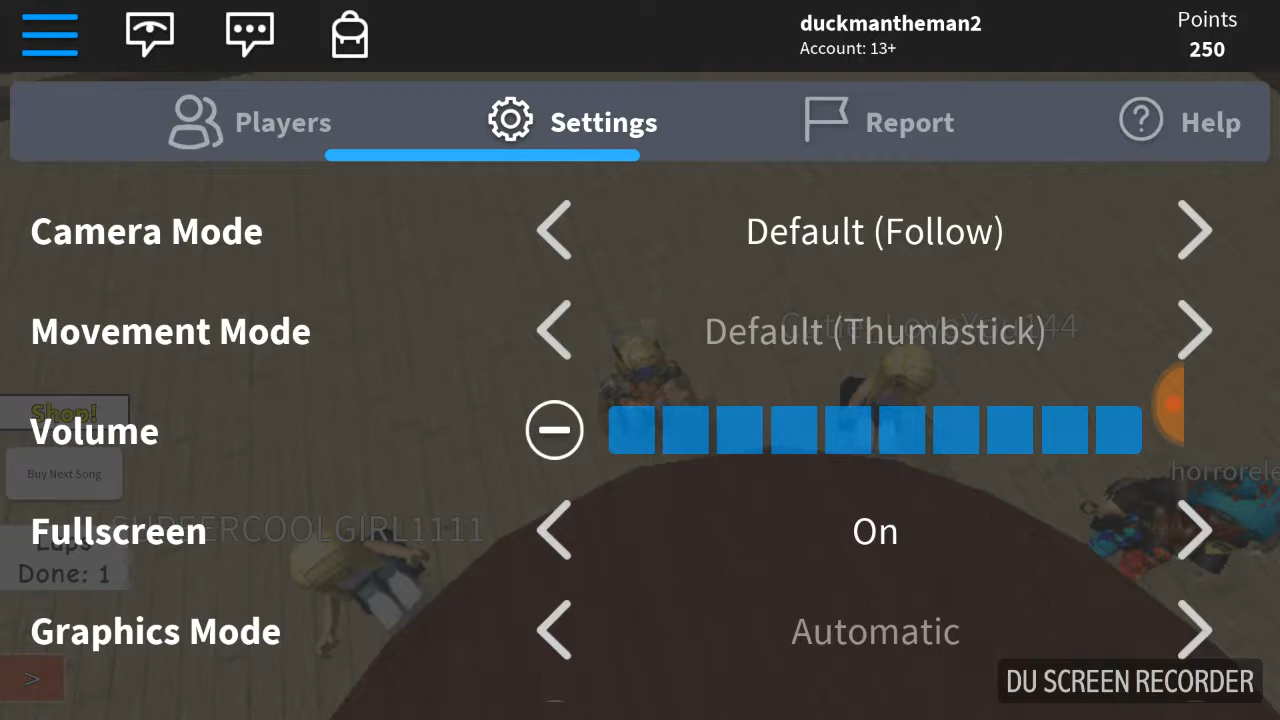 duckmantheman2
Account: 13+
Points
250
Players
Settings
Report
Help
Camera Mode
Default (Follow)
Movement Mode
Default (Thumbstick)
Shop!
Volume
Buy Next Song
horrorele
Fullscreen
On
Laps
Done: 1
Graphics Mode
Automatic
>
DU SCREEN RECORDER